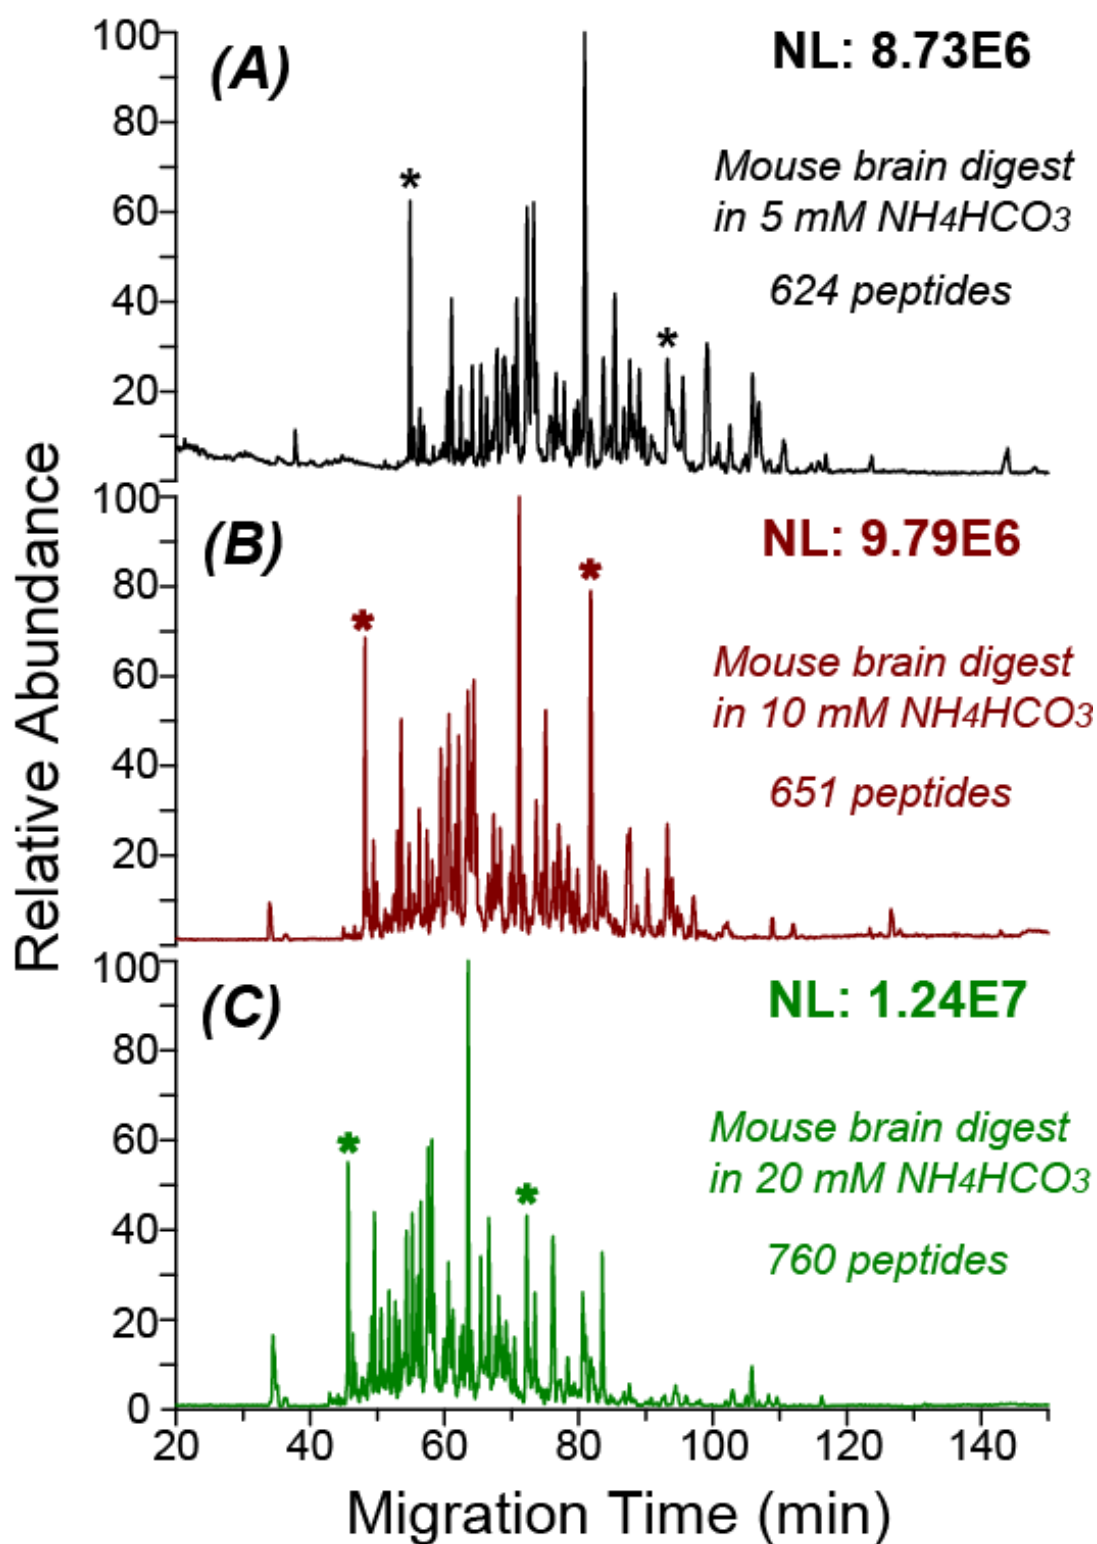 Relative Abundance
100
80
60
40
20
(A)
*
*
NL: 8.73E6
Mouse brain digest
in 5 mM NH4HCO3
624 peptides
100
80
60
40
20
(B)
*
*
NL: 9.79E6
Mouse brain digest
in 10 mM NH4HCO3
651 peptides
100
80
60
40
20
0
(C)
*
*
NL: 1.24E7
Mouse brain digest
in 20 mM NH4HCO3
760 peptides
20 40 60 80 100 120 140
Migration Time (min)